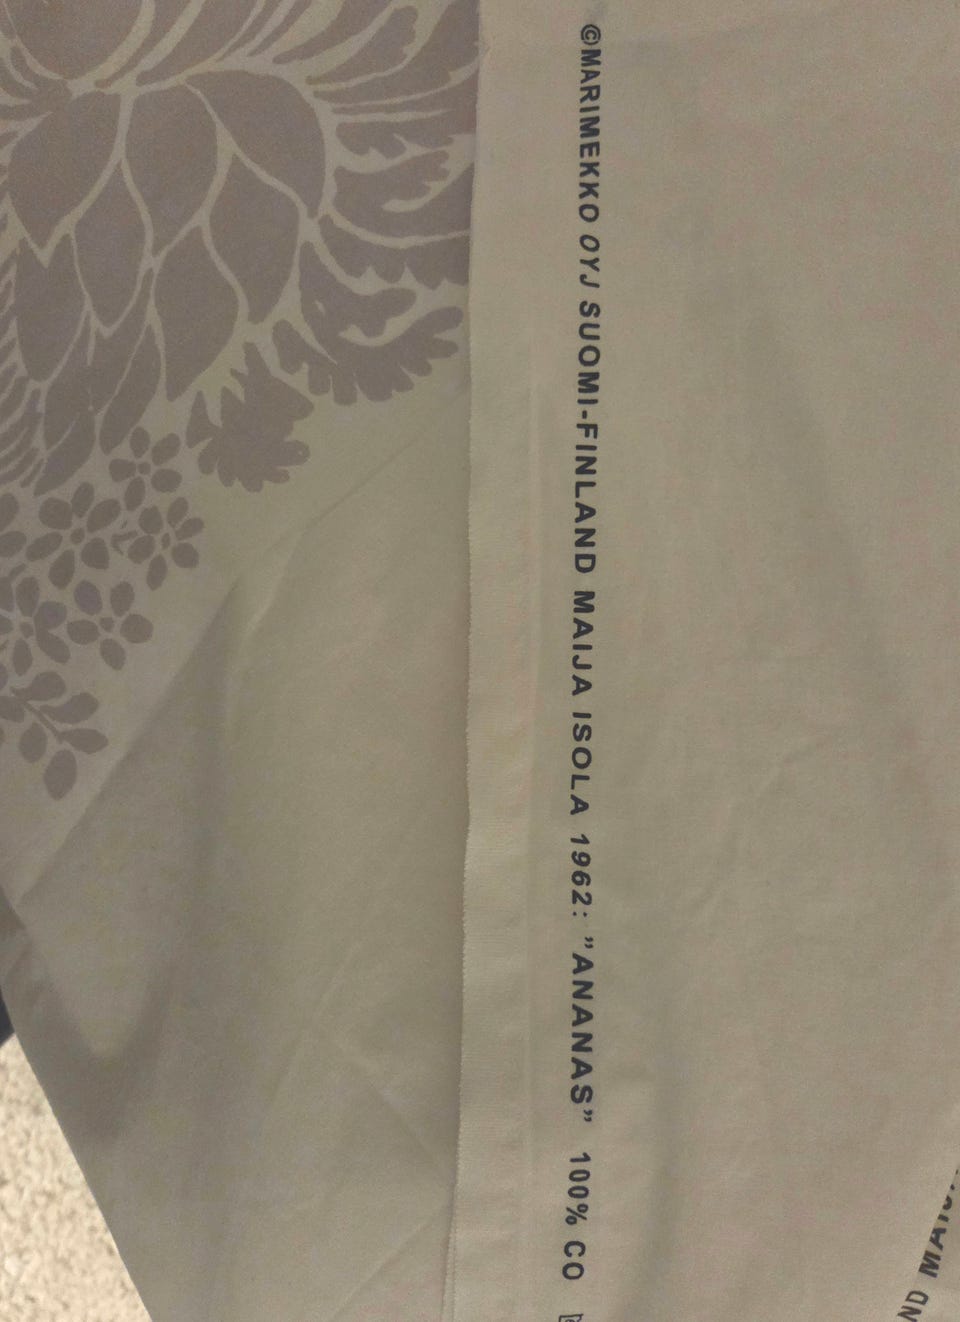 ©MARIMEKKO OYJ SUOMI-FINLAND MAIJA ISOLA 1962: ”ANANAS” 100% CO